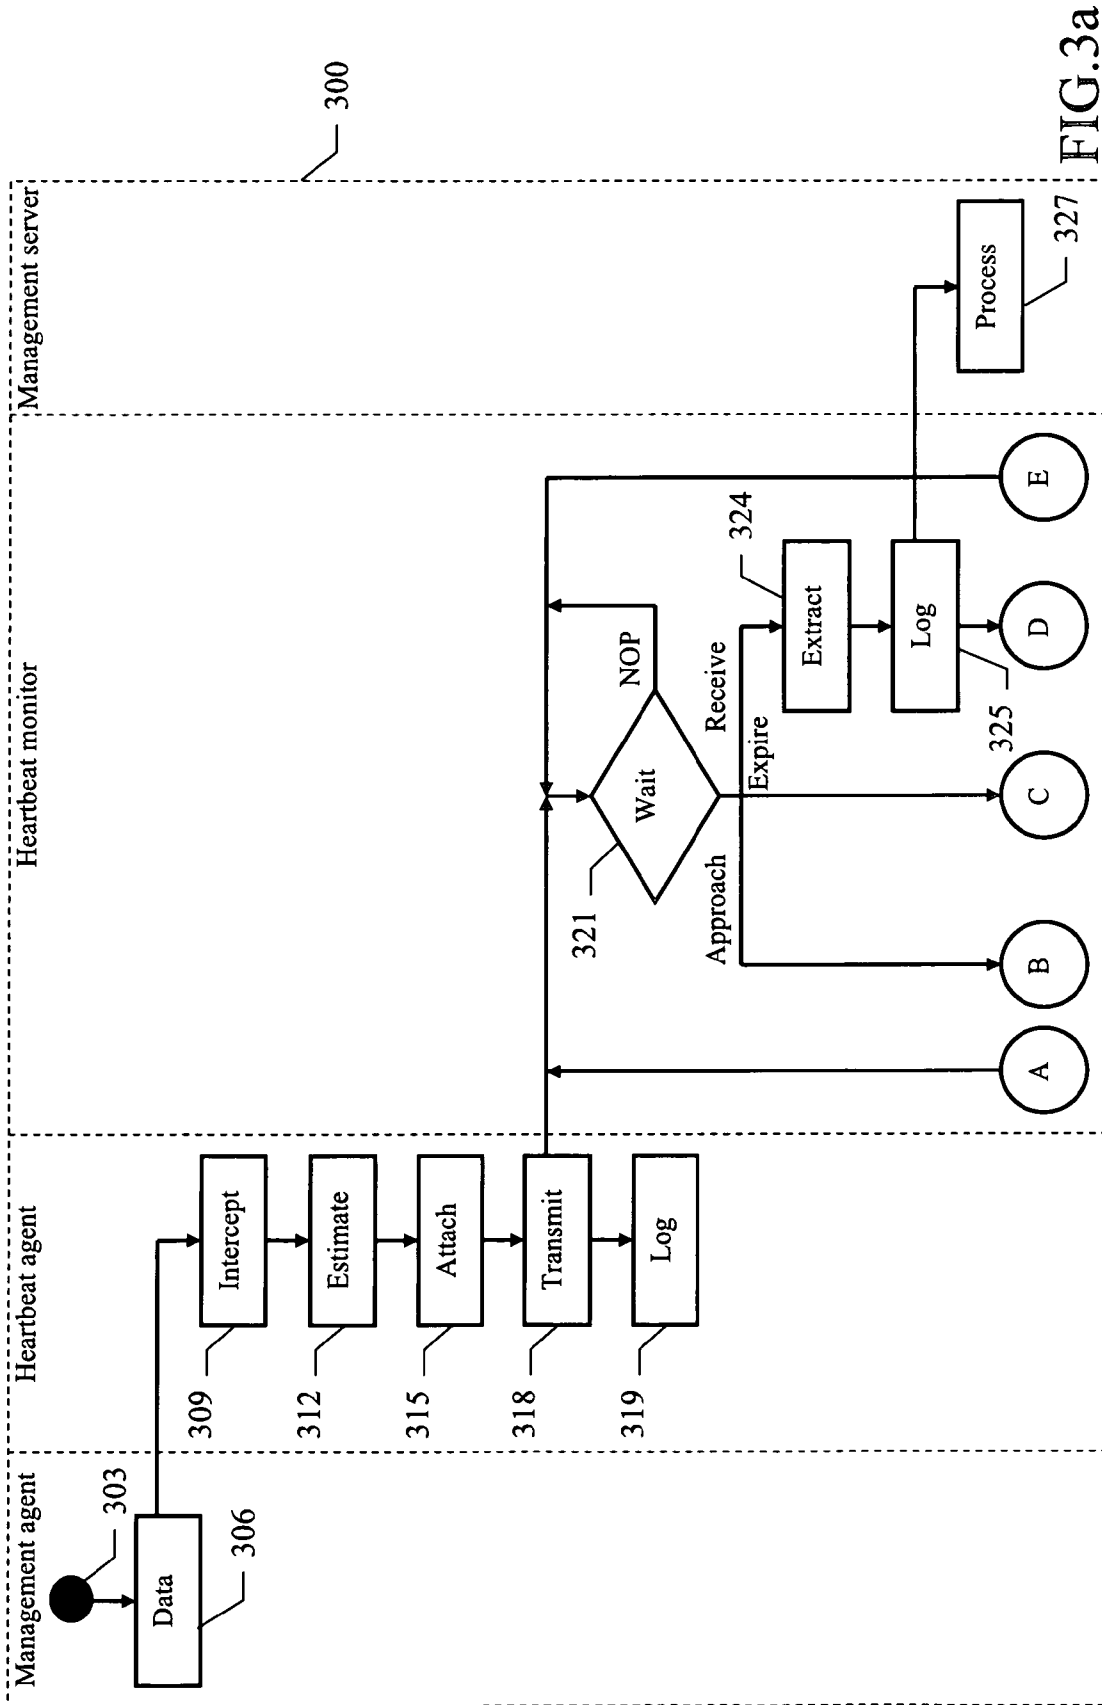 Management agent
Heartbeat agent
Heartbeat monitor
Management server
300
303
Data
306
Intercept
309
Estimate
312
Attach
315
Transmit
318
Log
319
Wait
321
NOP
Approach
Expire
Receive
Extract
324
Log
325
Process
327
A
B
C
D
E
FIG.3a